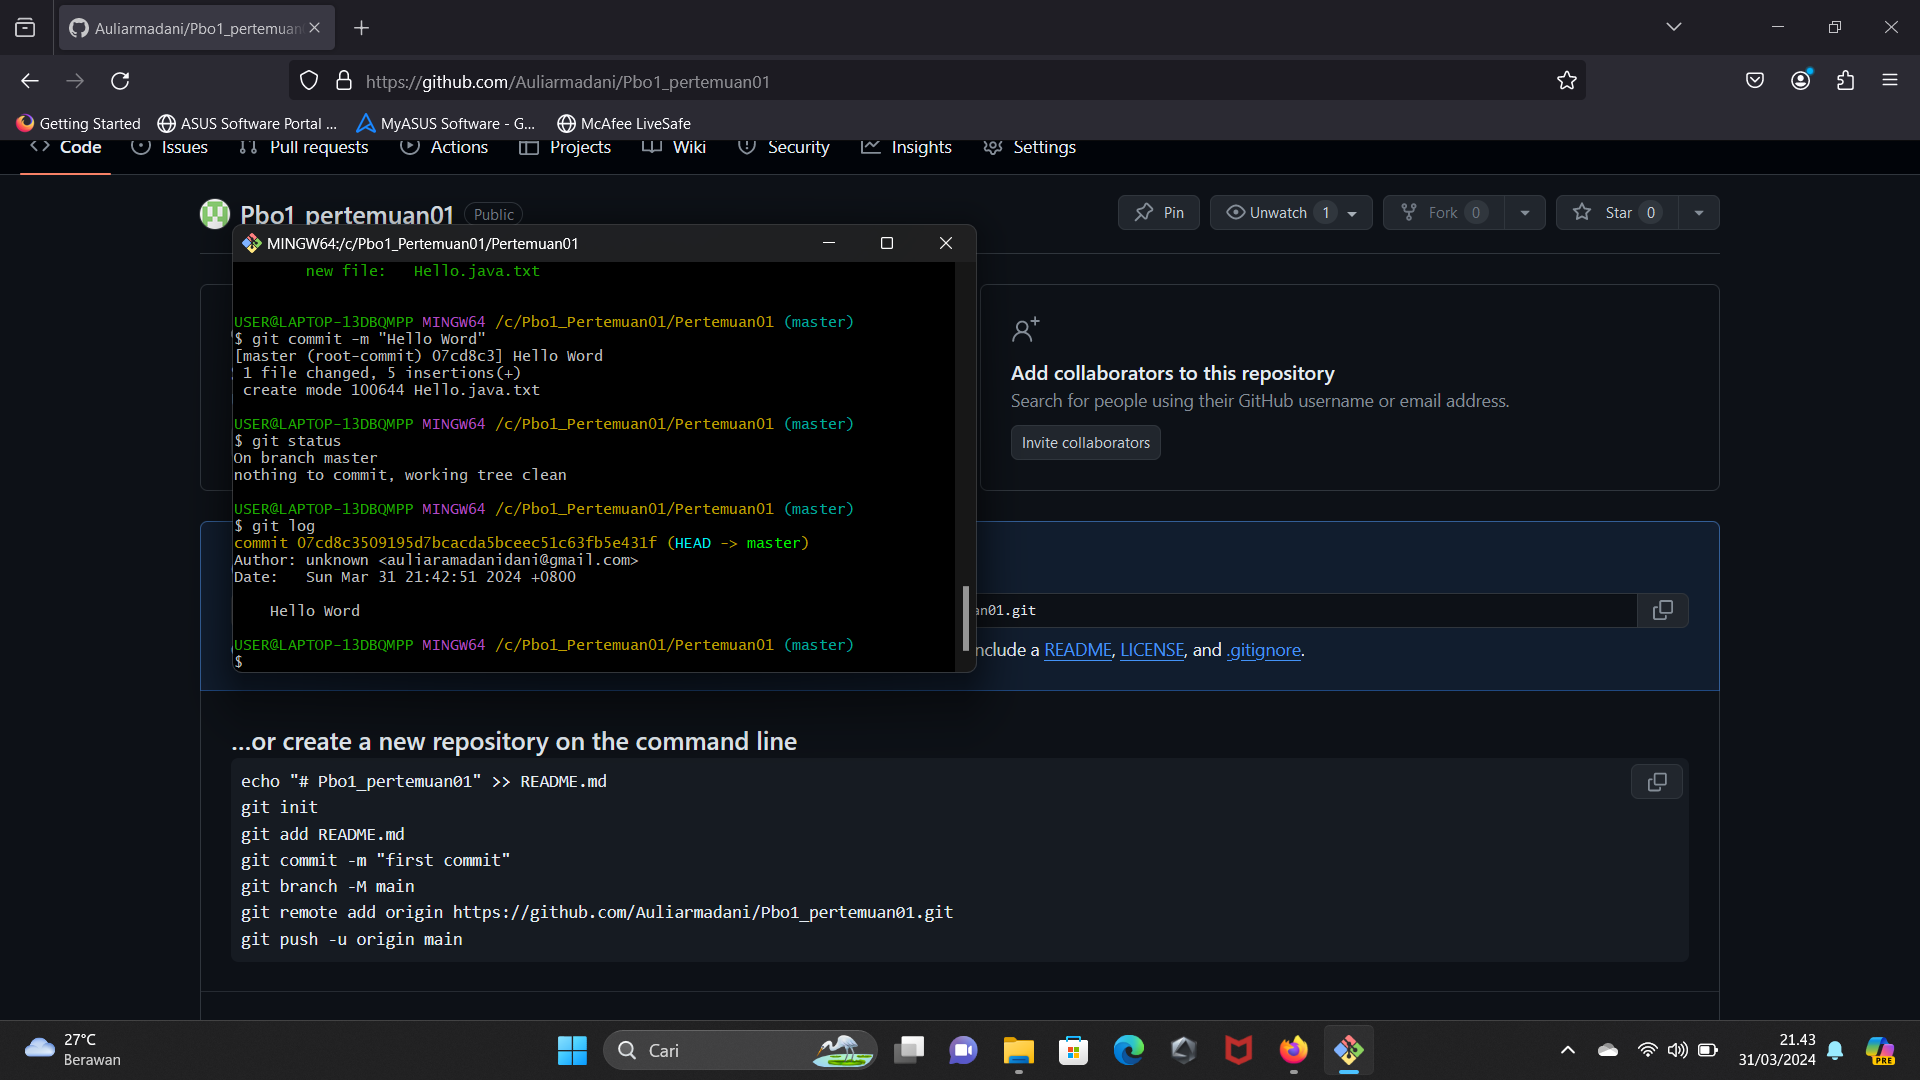 Auliarmadani/Pbo1_pertemuan
https://github.com/Auliarmadani/Pbo1_pertemuan01
Getting Started
ASUS Software Portal ...
MyASUS Software - G...
McAfee LiveSafe
Code
Issues
Pull requests
Actions
Projects
Wiki
Security
Insights
Settings
Pbo1_pertemuan01
Public
Pin
Unwatch 1
Fork 0
Star 0
MINGW64:/c/Pbo1_Pertemuan01/Pertemuan01
new file:   Hello.java.txt
USER@LAPTOP-13DBQMPP MINGW64 /c/Pbo1_Pertemuan01/Pertemuan01 (master)
$ git commit -m "Hello Word"
[master (root-commit) 07cd8c3] Hello Word
1 file changed, 5 insertions(+)
create mode 100644 Hello.java.txt
USER@LAPTOP-13DBQMPP MINGW64 /c/Pbo1_Pertemuan01/Pertemuan01 (master)
$ git status
On branch master
nothing to commit, working tree clean
USER@LAPTOP-13DBQMPP MINGW64 /c/Pbo1_Pertemuan01/Pertemuan01 (master)
$ git log
commit 07cd8c3509195d7bcacda5bceec51c63fb5e431f (HEAD -> master)
Author: unknown <auliaramadanidani@gmail.com>
Date:   Sun Mar 31 21:42:51 2024 +0800
Hello Word
USER@LAPTOP-13DBQMPP MINGW64 /c/Pbo1_Pertemuan01/Pertemuan01 (master)
$
Add collaborators to this repository
Search for people using their GitHub username or email address.
Invite collaborators
an01.git
nclude a README, LICENSE, and .gitignore.
...or create a new repository on the command line
echo "# Pbo1_pertemuan01" >> README.md
git init
git add README.md
git commit -m "first commit"
git branch -M main
git remote add origin https://github.com/Auliarmadani/Pbo1_pertemuan01.git
git push -u origin main
27°C
Berawan
Cari
21.43
31/03/2024
PRE